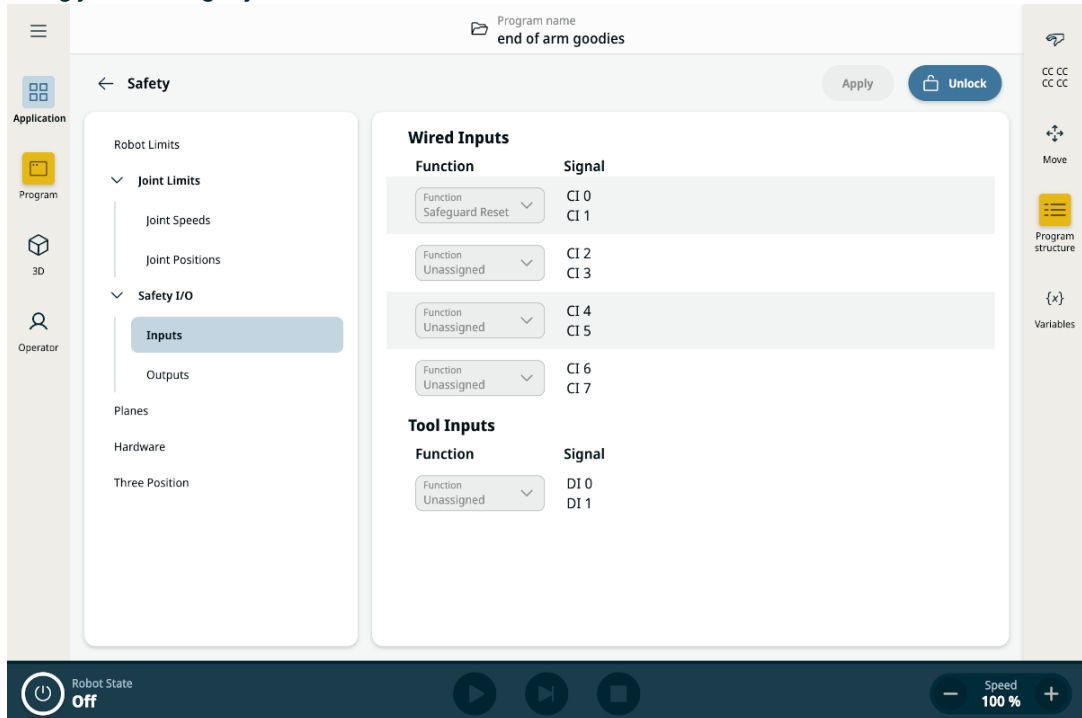 Program name
end of arm goodies
CC CC
CC CC
Safety
Apply
Unlock
Application
Program
3D
Operator
Robot Limits
Joint Limits
Joint Speeds
Joint Positions
Safety I/O
Inputs
Outputs
Planes
Hardware
Three Position
Wired Inputs
Function Signal
Function
Safeguard Reset
CI 0
CI 1
Function
Unassigned
CI 2
CI 3
Function
Unassigned
CI 4
CI 5
Function
Unassigned
CI 6
CI 7
Tool Inputs
Function Signal
Function
Unassigned
DI 0
DI 1
Move
Program
structure
{x}
Variables
Robot State
Off
Speed
100 %